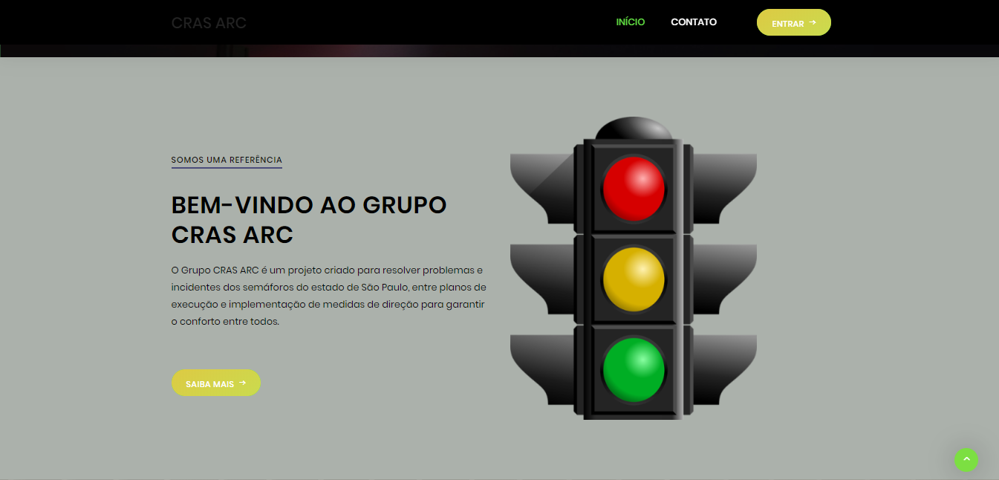 CRAS ARC
INÍCIO
CONTATO
ENTRAR →
SOMOS UMA REFERÊNCIA
BEM-VINDO AO GRUPO
CRAS ARC
O Grupo CRAS ARC é um projeto criado para resolver problemas e
incidentes dos semáforos do estado de São Paulo, entre planos de
execução e implementação de medidas de direção para garantir
o conforto entre todos.
SAIBA MAIS →